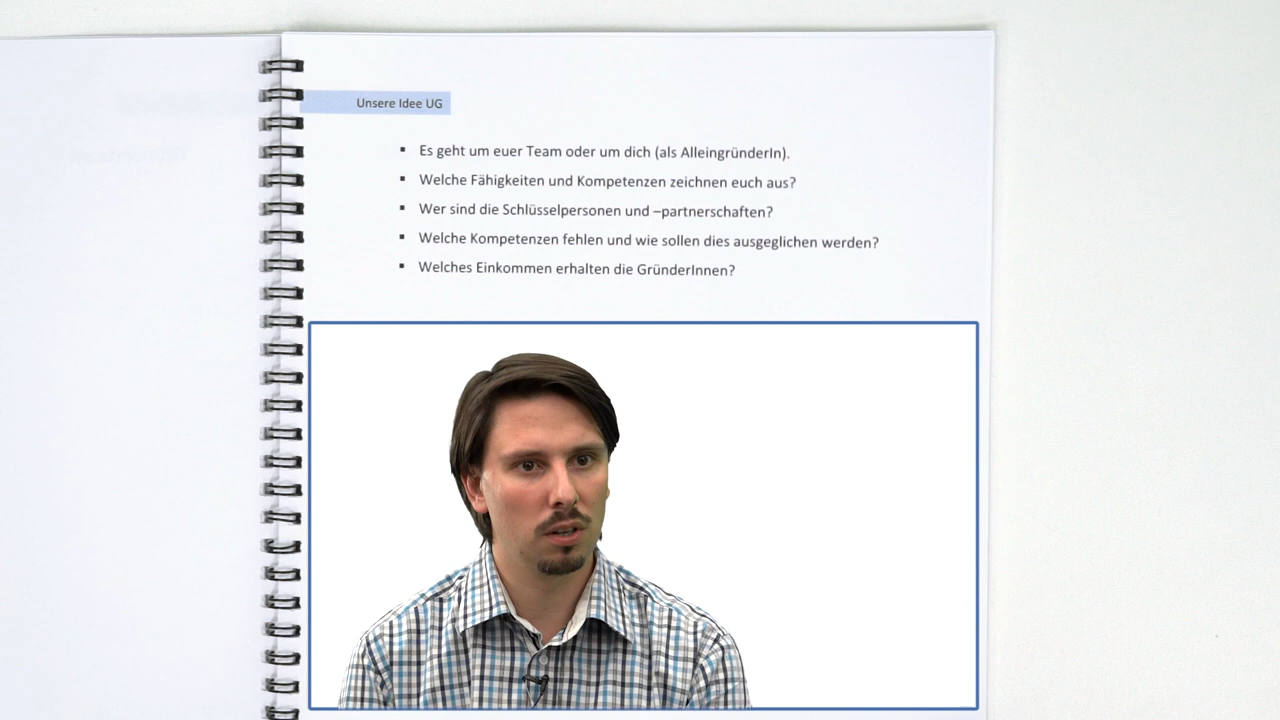 Unsere Idee UG
▪ Es geht um euer Team oder um dich (als AlleingründerIn).
▪ Welche Fähigkeiten und Kompetenzen zeichnen euch aus?
▪ Wer sind die Schlüsselpersonen und –partnerschaften?
▪ Welche Kompetenzen fehlen und wie sollen dies ausgeglichen werden?
▪ Welches Einkommen erhalten die GründerInnen?